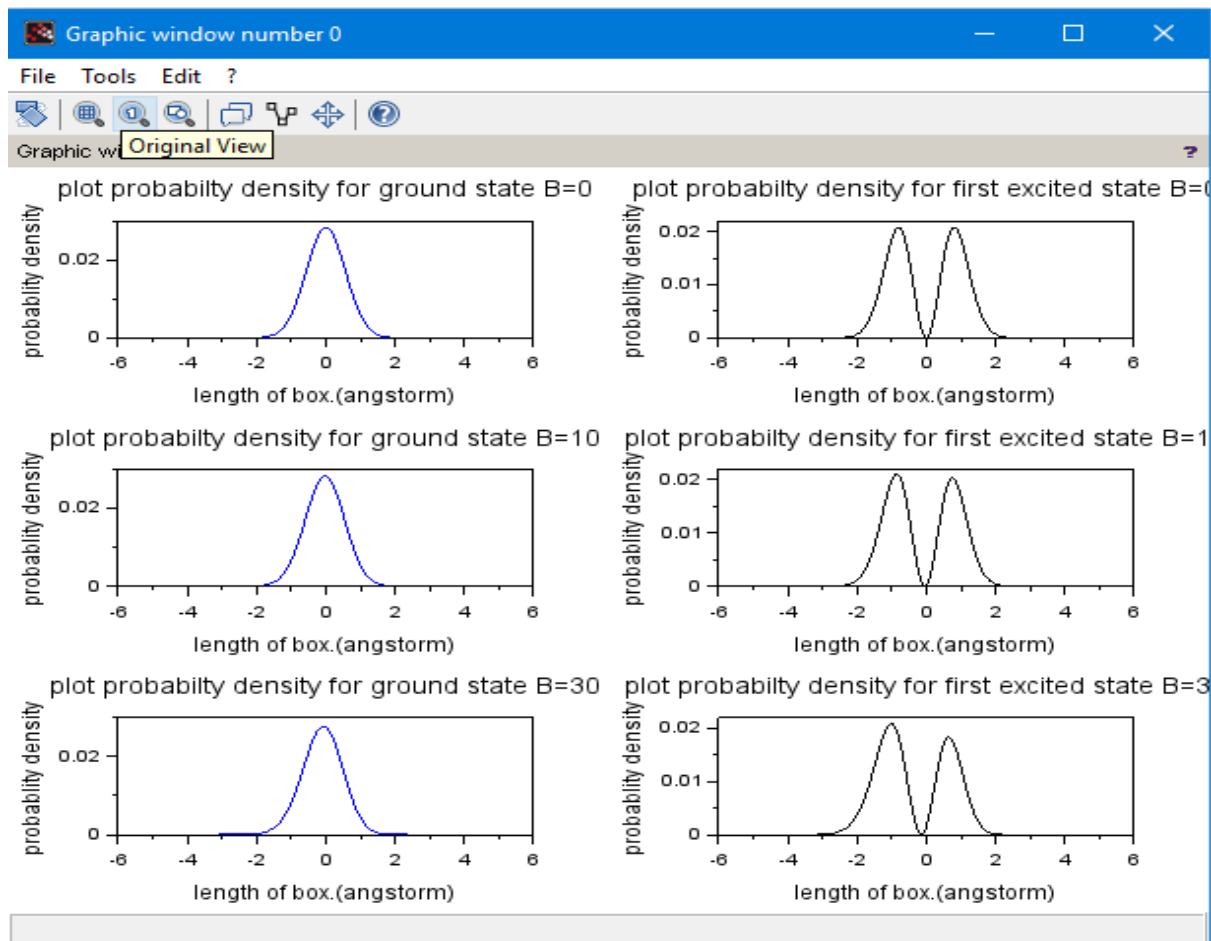 Graphic window number 0
File Tools Edit ?
Original View
Graphic wi ?
plot probabilty density for ground state B=0
probablity density
0.02
0
-6 -4 -2 0 2 4 6
length of box.(angstorm)
plot probabilty density for first excited state B=0
probablity density
0.02
0.01
0
-6 -4 -2 0 2 4 6
length of box.(angstorm)
plot probabilty density for ground state B=10
probablity density
0.02
0
-6 -4 -2 0 2 4 6
length of box.(angstorm)
plot probabilty density for first excited state B=1
probablity density
0.02
0.01
0
-6 -4 -2 0 2 4 6
length of box.(angstorm)
plot probabilty density for ground state B=30
probablity density
0.02
0
-6 -4 -2 0 2 4 6
length of box.(angstorm)
plot probabilty density for first excited state B=3
probablity density
0.02
0.01
0
-6 -4 -2 0 2 4 6
length of box.(angstorm)